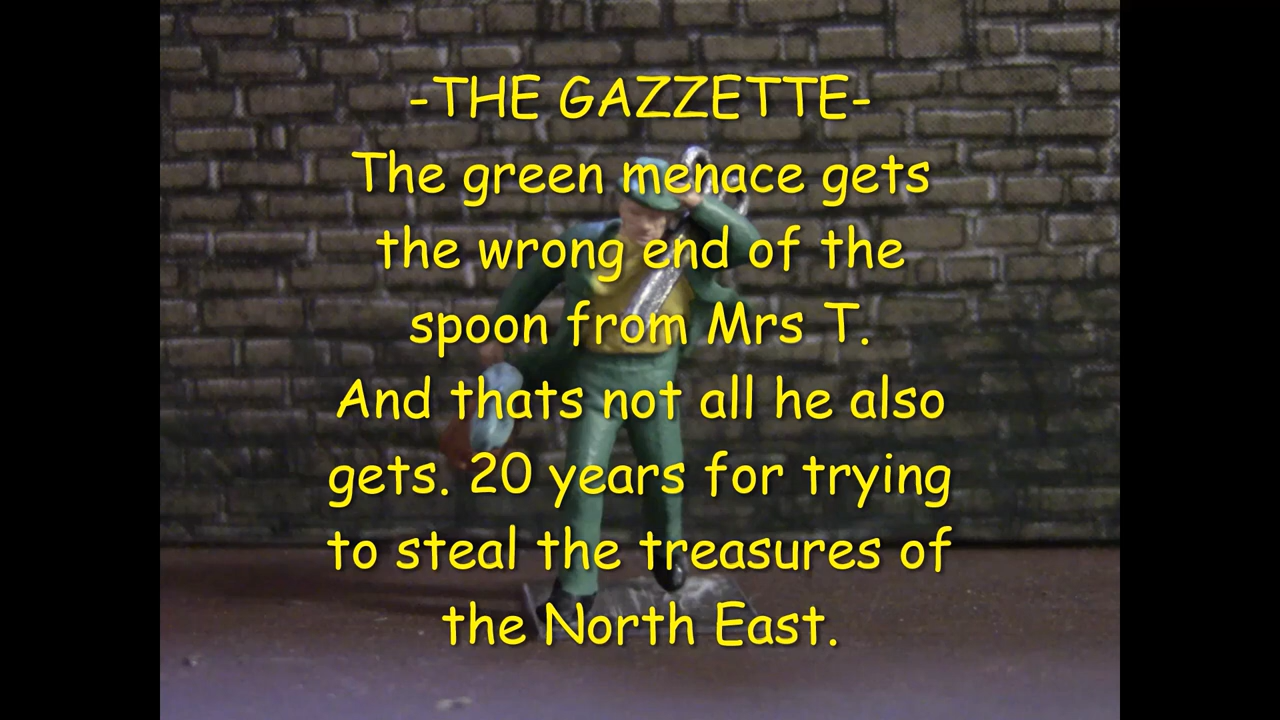 -THE GAZZETTE-
The green menace gets
the wrong end of the
spoon from Mrs T.
And thats not all he also
gets. 20 years for trying
to steal the treasures of
the North East.